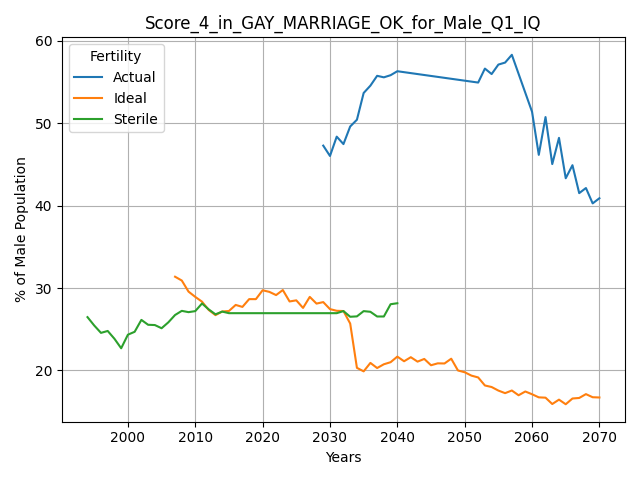 Score_4_in_GAY_MARRIAGE_OK_for_Male_Q1_IQ
Fertility
Actual
Ideal
Sterile
% of Male Population
60
50
40
30
20
2000
2010
2020
2030
2040
2050
2060
2070
Years